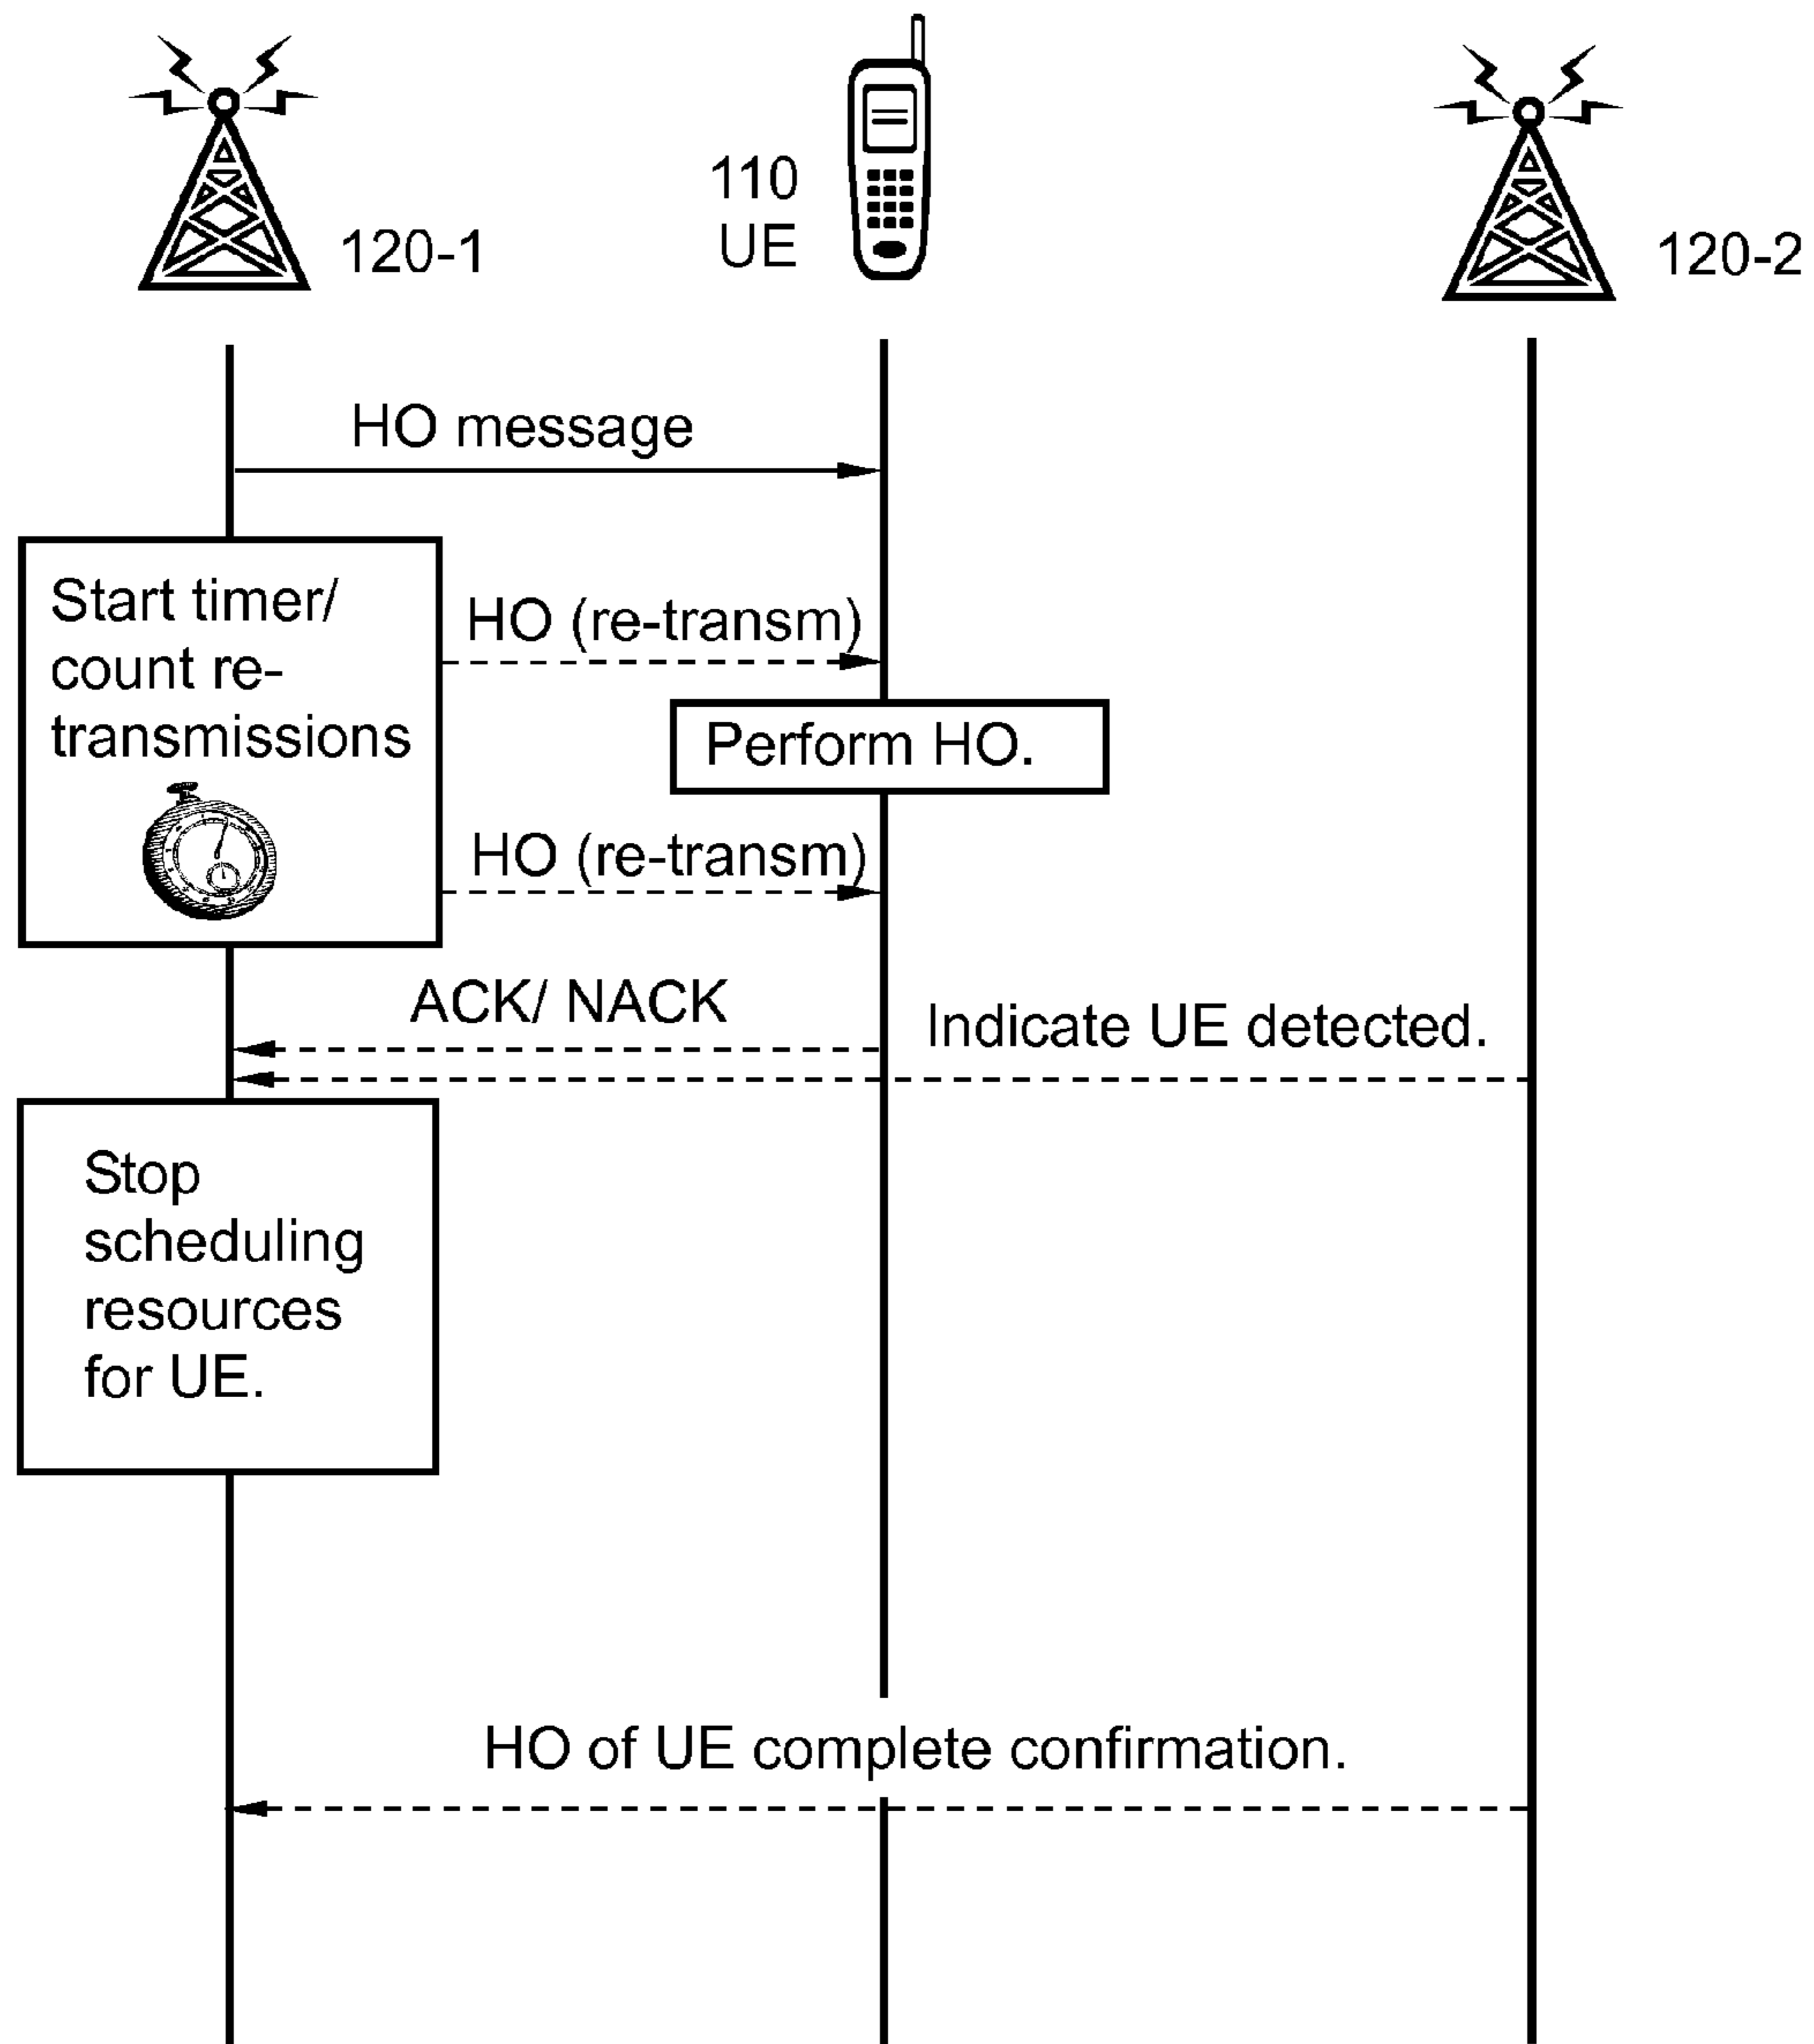 120-1
110
UE
120-2
HO message
Start timer/
count re-
transmissions
HO (re-transm)
Perform HO.
HO (re-transm)
ACK/ NACK
Indicate UE detected.
Stop
scheduling
resources
for UE.
HO of UE complete confirmation.